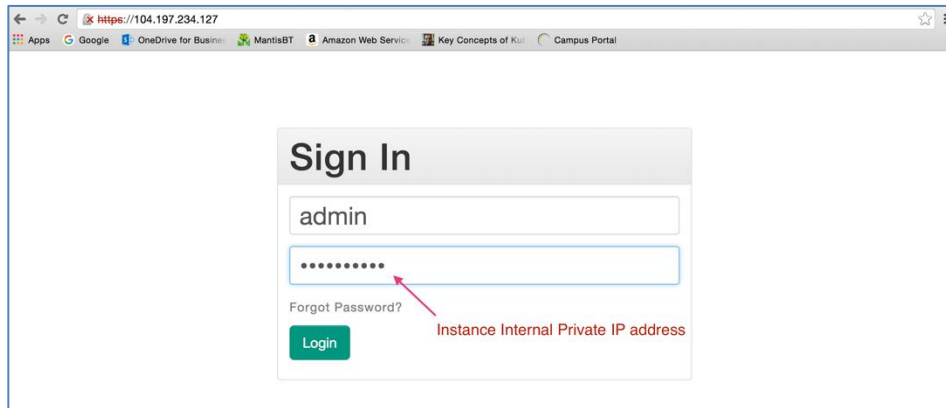 https://104.197.234.127
Apps Google OneDrive for Busine MantisBT Amazon Web Service Key Concepts of Ku Campus Portal
Sign In
admin
••••••••••
Forgot Password?
Instance Internal Private IP address
Login